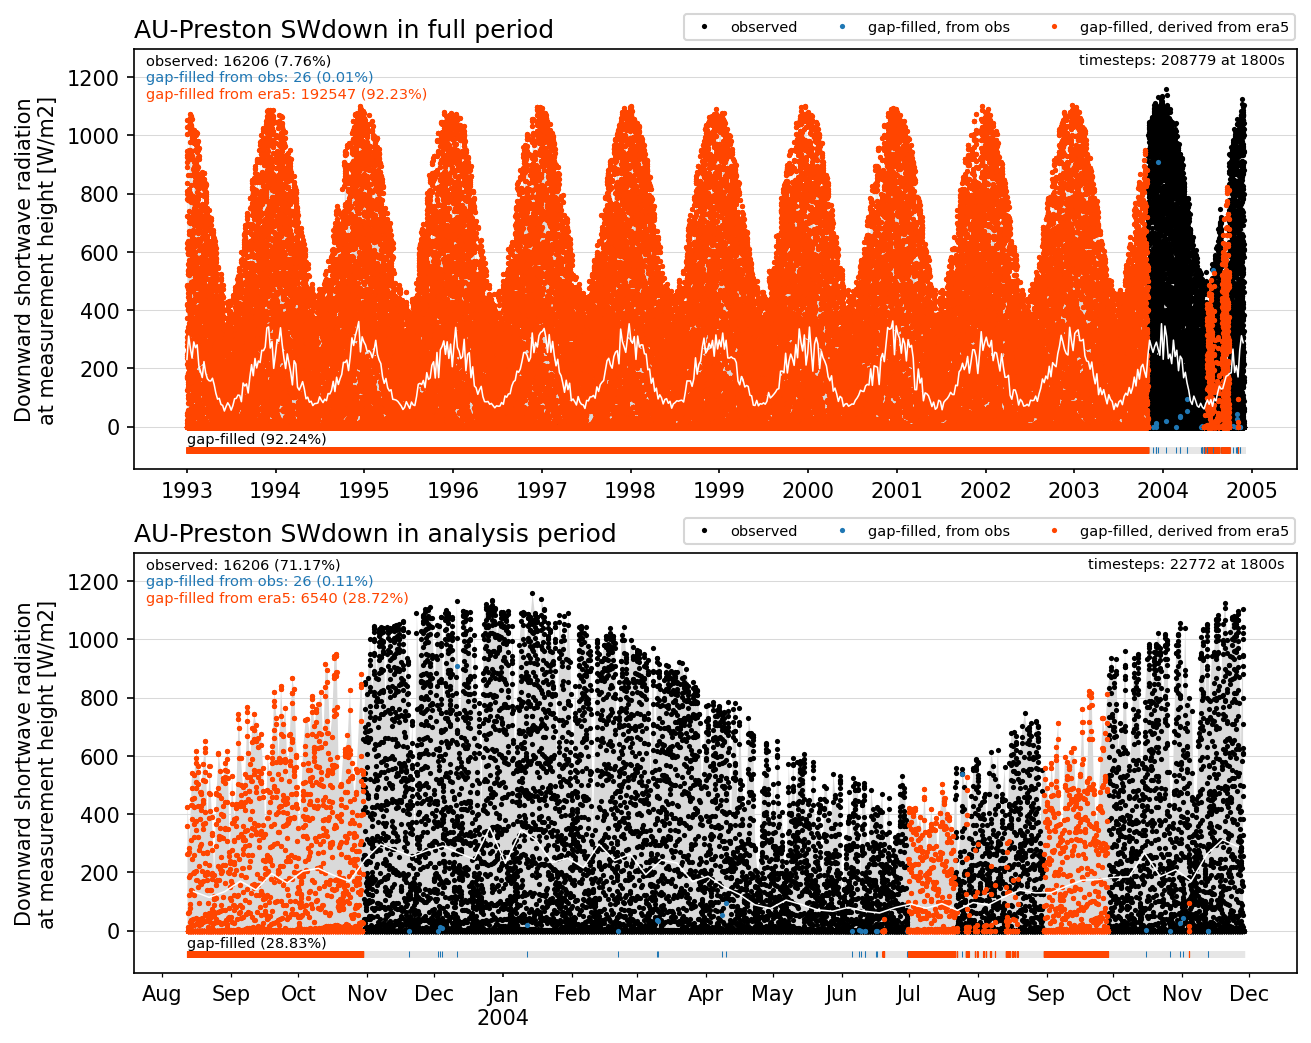 AU-Preston SWdown in full period
observed
gap-filled, from obs
gap-filled, derived from era5
observed: 16206 (7.76%)
gap-filled from obs: 26 (0.01%)
gap-filled from era5: 192547 (92.23%)
timesteps: 208779 at 1800s
Downward shortwave radiation
at measurement height [W/m2]
1200
1000
800
600
400
200
0
gap-filled (92.24%)
1993 1994 1995 1996 1997 1998 1999 2000 2001 2002 2003 2004 2005
AU-Preston SWdown in analysis period
observed
gap-filled, from obs
gap-filled, derived from era5
observed: 16206 (71.17%)
gap-filled from obs: 26 (0.11%)
gap-filled from era5: 6540 (28.72%)
timesteps: 22772 at 1800s
Downward shortwave radiation
at measurement height [W/m2]
1200
1000
800
600
400
200
0
gap-filled (28.83%)
Aug Sep Oct Nov Dec Jan Feb Mar Apr May Jun Jul Aug Sep Oct Nov Dec
2004